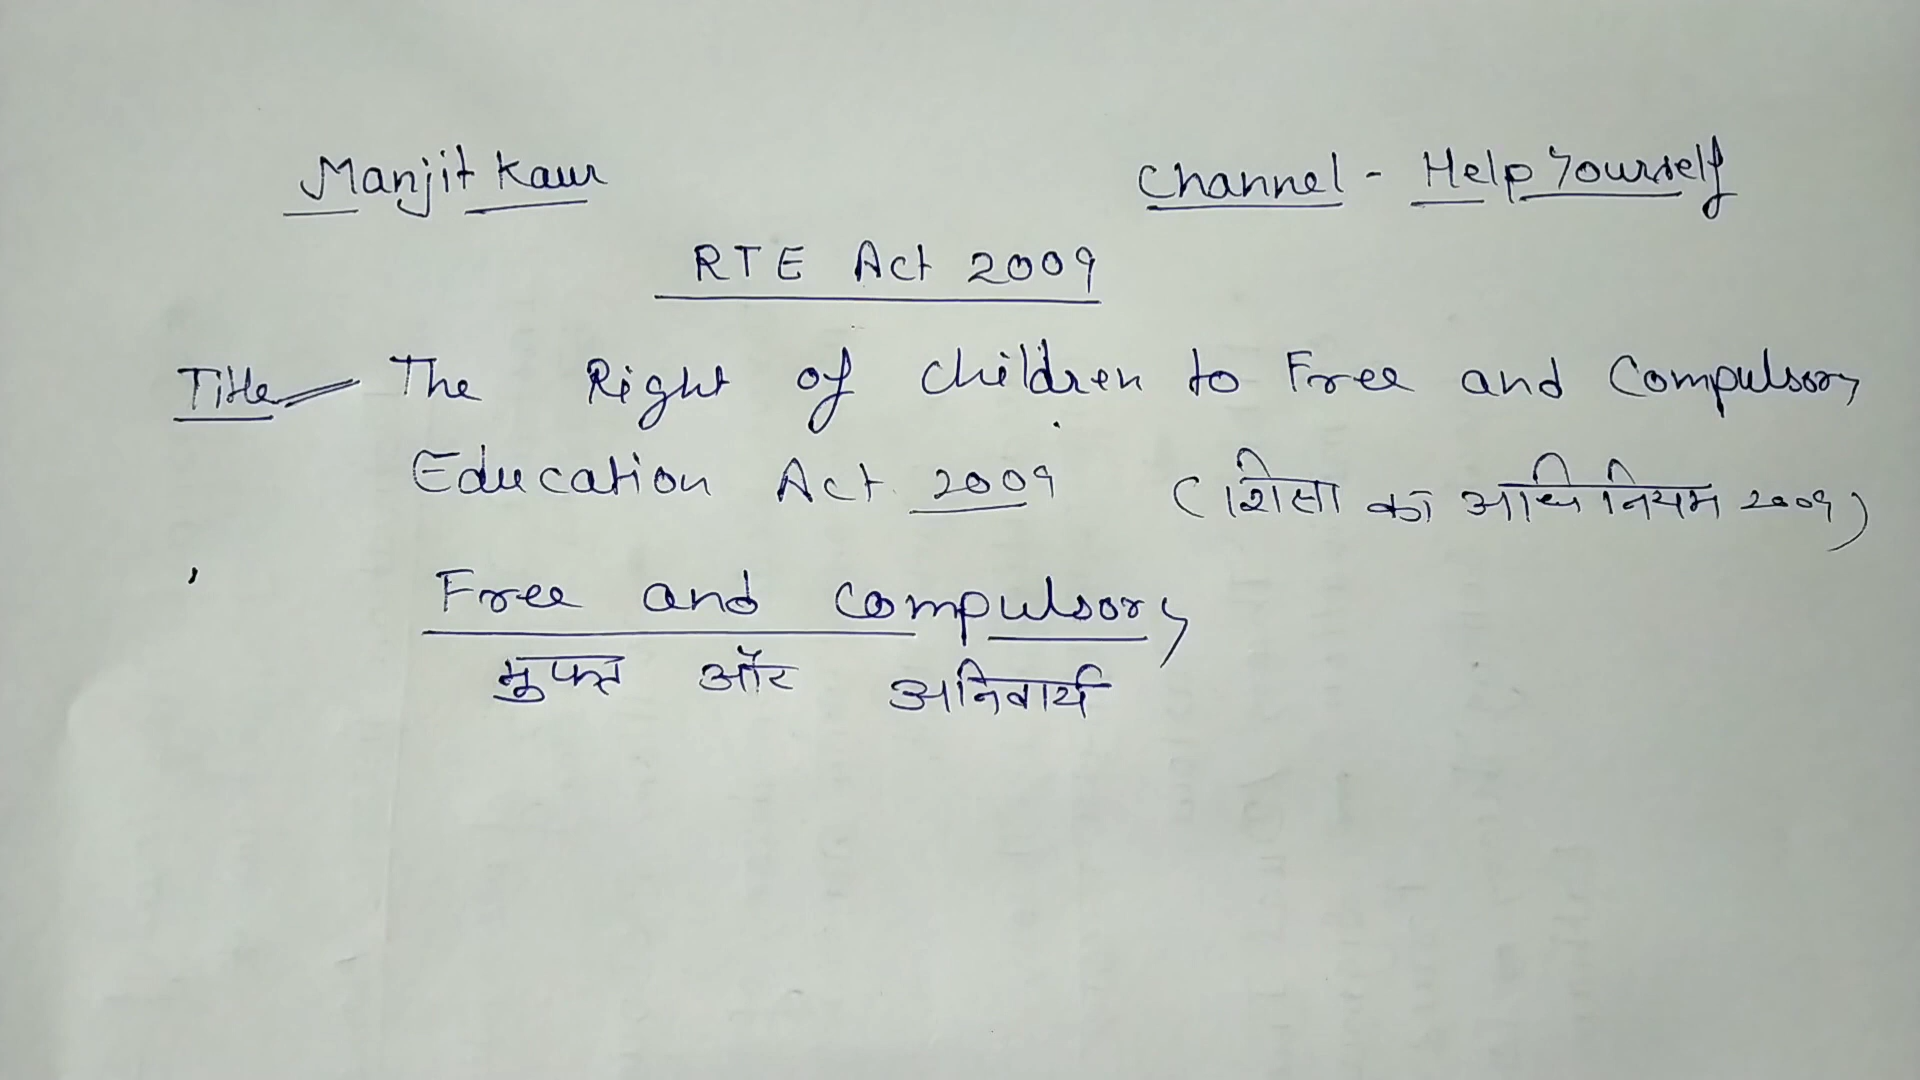 Manjit Kaur Channel - Help Yourself
RTE Act 2009
Title The Right of Children to Free and Compulsory
Education Act 2009 (शिक्षा का अधिनियम 2009)
Free and Compulsory
मुफ्त और अनिवार्य